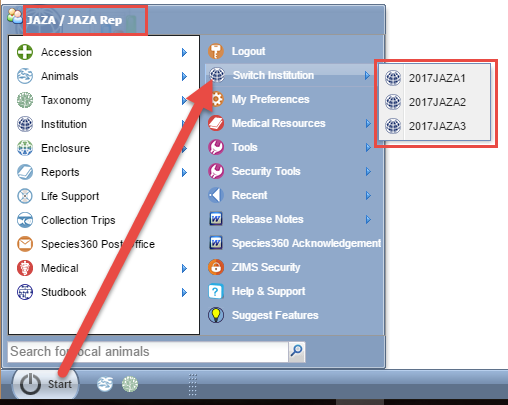 JAZA / JAZA Rep
Accession
Animals
Taxonomy
Institution
Enclosure
Reports
Life Support
Collection Trips
Species360 Post Office
Medical
Studbook
Logout
Switch Institution
My Preferences
Medical Resources
Tools
Security Tools
Recent
Release Notes
Species360 Acknowledgement
ZIMS Security
Help & Support
Suggest Features
2017JAZA1
2017JAZA2
2017JAZA3
Search for local animals
Start